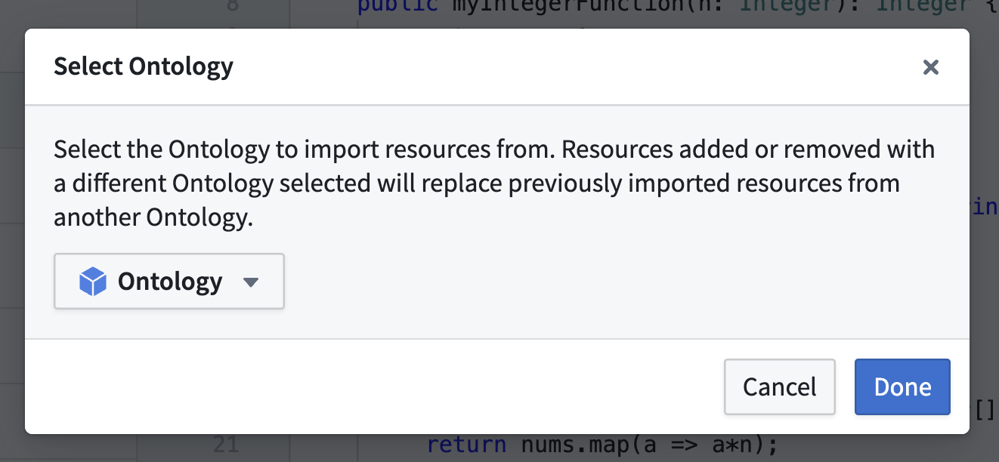 8 public myIntegerFunction(n: Integer): Integer {
Select Ontology
Select the Ontology to import resources from. Resources added or removed with
a different Ontology selected will replace previously imported resources from
another Ontology.
Ontology
Cancel Done
[]
21 return nums.map(a => a*n);